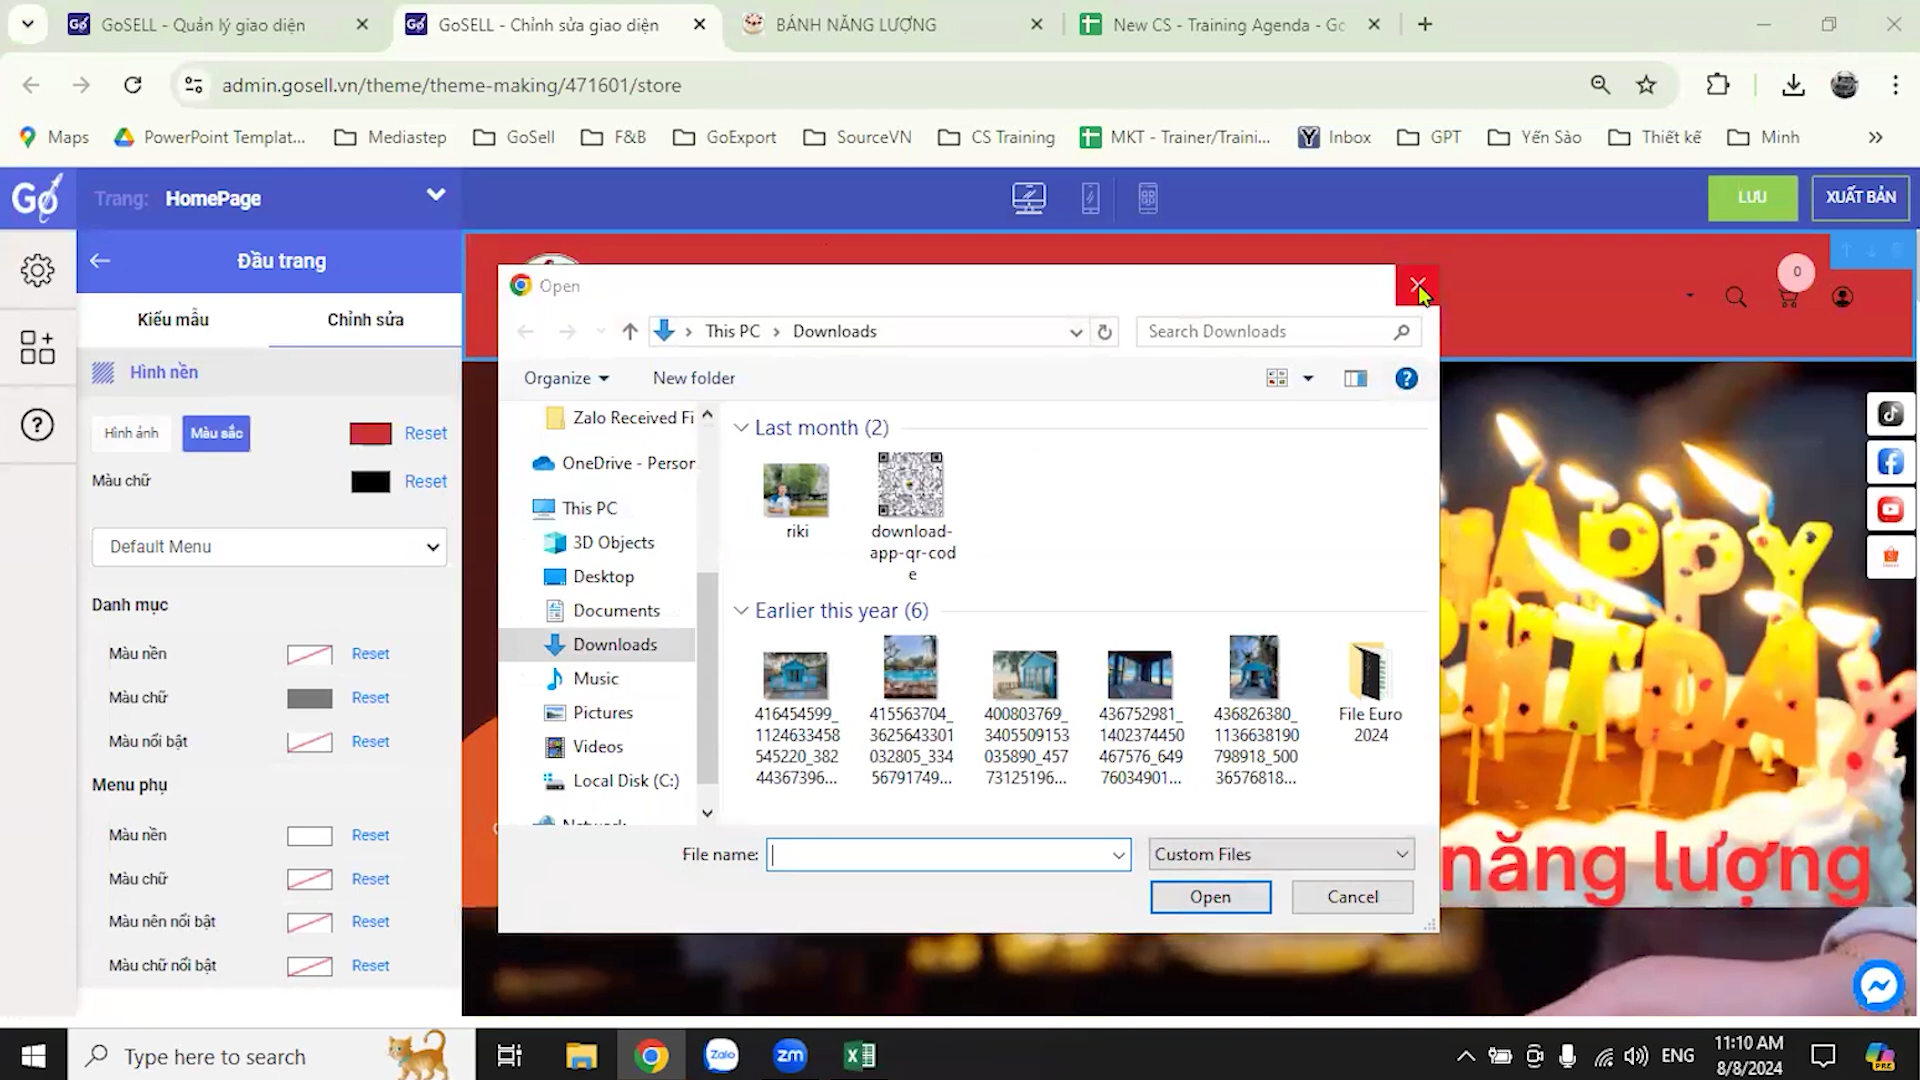 GoSELL - Quản lý giao diện
GoSELL - Chỉnh sửa giao diện
BÁNH NĂNG LƯỢNG
New CS - Training Agenda - Go
admin.gosell.vn/theme/theme-making/471601/store
Maps
PowerPoint Templat...
Mediastep
GoSell
F&B
GoExport
SourceVN
CS Training
MKT - Trainer/Traini...
Inbox
GPT
Yến Sào
Thiết kế
Minh
Go
Trang: HomePage
LƯU
XUẤT BẢN
Đầu trang
Kiểu mẫu
Chỉnh sửa
Hình nền
Hình ảnh
Màu sắc
Reset
Màu chữ
Reset
Default Menu
Danh mục
Màu nền
Reset
Màu chữ
Reset
Màu nổi bật
Reset
Menu phụ
Màu nền
Reset
Màu chữ
Reset
Màu nền nổi bật
Reset
Màu chữ nổi bật
Reset
0
Open
This PC
Downloads
Search Downloads
Organize
New folder
Zalo Received Fi
OneDrive - Person
This PC
3D Objects
Desktop
Documents
Downloads
Music
Pictures
Videos
Local Disk (C:)
Last month (2)
riki
download-
app-qr-cod
e
Earlier this year (6)
416454599_
1124633458
545220_382
44367396...
415563704_
3625643301
032805_334
56791749...
400803769_
3405509153
035890_457
73125196...
436752981_
1402374450
467576_649
76034901...
436826380_
1136638190
798918_500
36576818...
File Euro
2024
File name:
Custom Files
Open
Cancel
năng lượng
Type here to search
Zalo
zm
ENG
11:10 AM
8/8/2024
PRE